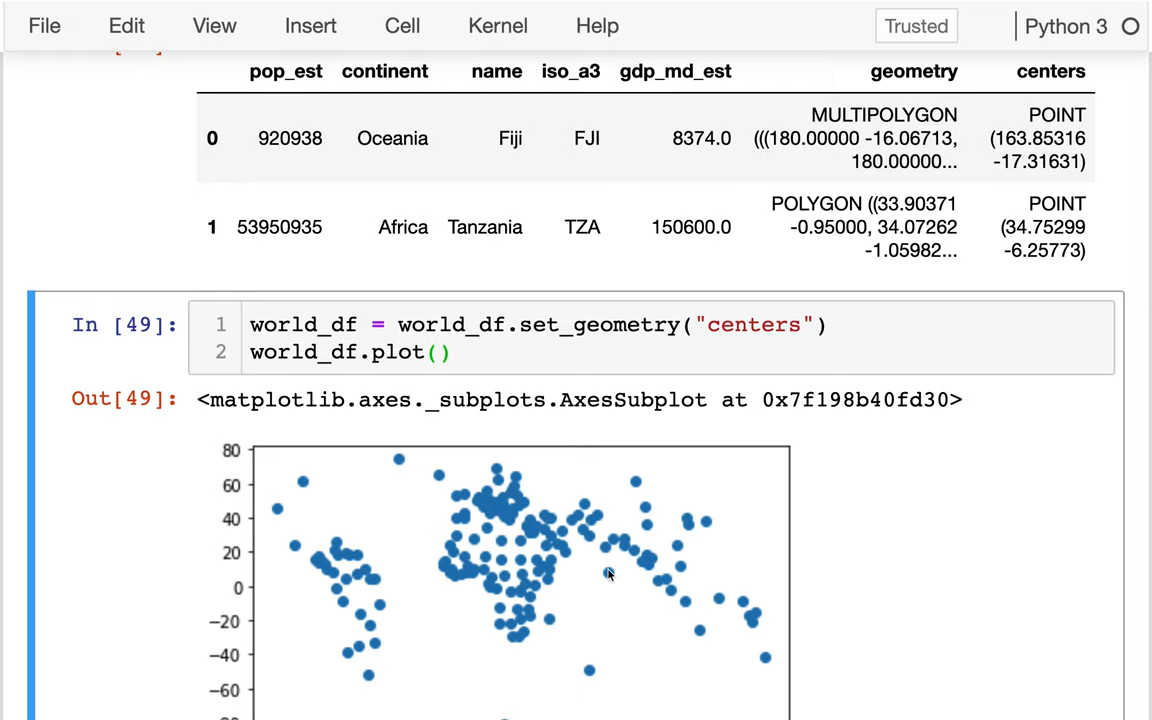 File Edit View Insert Cell Kernel Help Trusted Python 3
pop_est continent name iso_a3 gdp_md_est geometry centers
MULTIPOLYGON POINT
0 920938 Oceania Fiji FJI 8374.0 (((180.00000 -16.06713, (163.85316
180.00000... -17.31631)
POLYGON ((33.90371 POINT
1 53950935 Africa Tanzania TZA 150600.0 -0.95000, 34.07262 (34.75299
-1.05982... -6.25773)
In [49]: 1 world_df = world_df.set_geometry("centers")
2 world_df.plot()
Out[49]: <matplotlib.axes._subplots.AxesSubplot at 0x7f198b40fd30>
80
60
40
20
0
−20
−40
−60